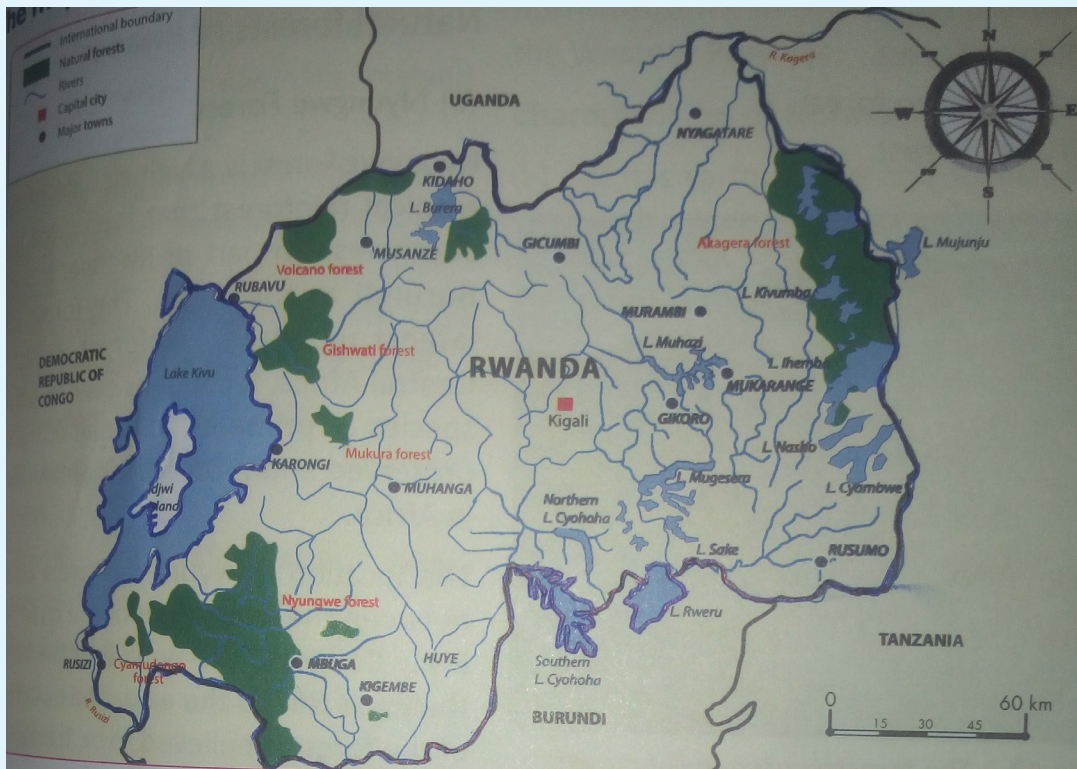 International boundary
Natural forests
Rivers
Capital city
Major towns
R. Kagera
N
W
E
S
UGANDA
NYAGATARE
KIDAHO
L. Burera
MUSANZE
GICUMBI
Akagera forest
L. Mujunju
Volcano forest
RUBAVU
L. Kivumba
MURAMBI
Gishwati forest
L. Muhazi
DEMOCRATIC
REPUBLIC OF
CONGO
Lake Kivu
RWANDA
L. Ihema
MUKARANGE
Kigali
GIKORO
Mukura forest
L. Nasho
KARONGI
MUHANGA
L. Mugesera
L. Cyambwe
Northern
L. Cyohoha
L. Sake
RUSUMO
Nyungwe forest
L. Rweru
TANZANIA
RUSIZI
forest
MBUGA
HUYE
Southern
L. Cyohoha
KIGEMBE
R. Rusizi
BURUNDI
0 60 km
15 30 45